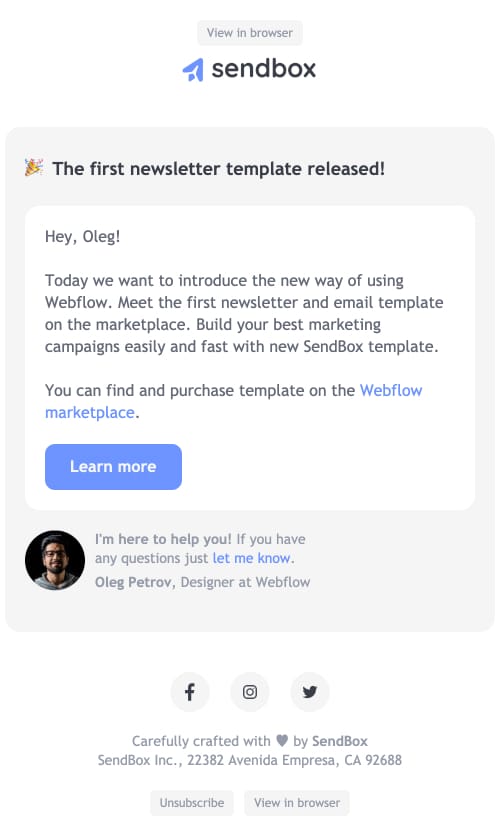 View in browser
sendbox
🎉 The first newsletter template released!
Hey, Oleg!
Today we want to introduce the new way of using
Webflow. Meet the first newsletter and email template
on the marketplace. Build your best marketing
campaigns easily and fast with new SendBox template.
You can find and purchase template on the Webflow
marketplace.
Learn more
I'm here to help you! If you have
any questions just let me know.
Oleg Petrov, Designer at Webflow
Carefully crafted with ♥ by SendBox
SendBox Inc., 22382 Avenida Empresa, CA 92688
Unsubscribe View in browser